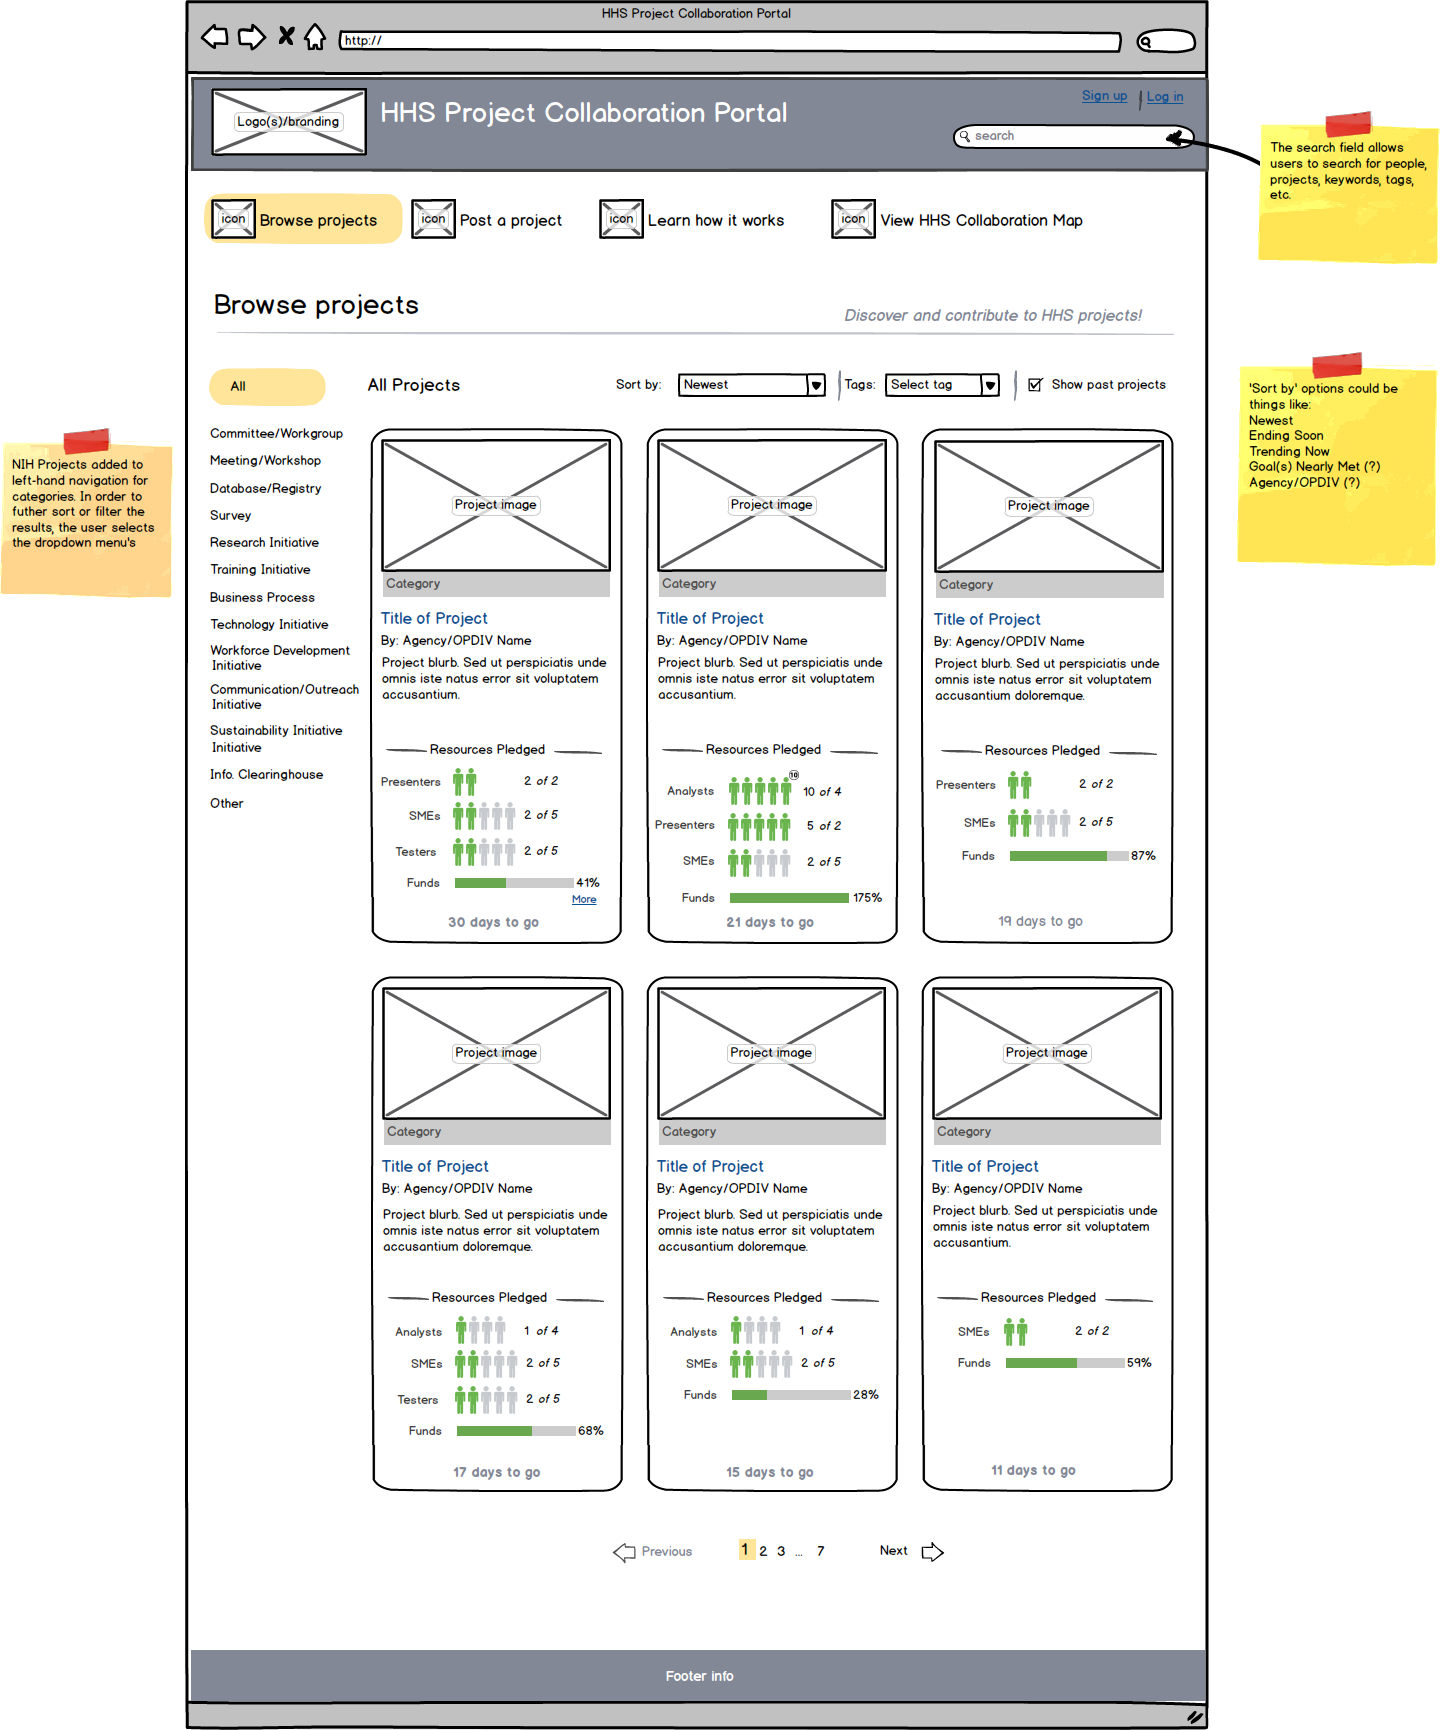 HHS Project Collaboration Portal
http://
Logo(s)/branding
HHS Project Collaboration Portal
Sign up
Log in
search
The search field allows
users to search for people,
projects, keywords, tags,
etc.
icon
Browse projects
icon
Post a project
icon
Learn how it works
icon
View HHS Collaboration Map
Browse projects
Discover and contribute to HHS projects!
'Sort by' options could be
things like:
Newest
Ending Soon
Trending Now
Goal(s) Nearly Met (?)
Agency/OPDIV (?)
NIH Projects added to
left-hand navigation for
categories. In order to
futher sort or filter the
results, the user selects
the dropdown menu's
All
Committee/Workgroup
Meeting/Workshop
Database/Registry
Survey
Research Initiative
Training Initiative
Business Process
Technology Initiative
Workforce Development
Initiative
Communication/Outreach
Initiative
Sustainability Initiative
Initiative
Info. Clearinghouse
Other
All Projects
Sort by:
Newest
Tags:
Select tag
Show past projects
Project image
Category
Title of Project
By: Agency/OPDIV Name
Project blurb. Sed ut perspiciatis unde
omnis iste natus error sit voluptatem
accusantium.
Resources Pledged
Presenters 2 of 2
SMEs 2 of 5
Testers 2 of 5
Funds 41%
More
30 days to go
Project image
Category
Title of Project
By: Agency/OPDIV Name
Project blurb. Sed ut perspiciatis unde
omnis iste natus error sit voluptatem
accusantium.
Resources Pledged
10
Analysts 10 of 4
Presenters 5 of 2
SMEs 2 of 5
Funds 175%
21 days to go
Project image
Category
Title of Project
By: Agency/OPDIV Name
Project blurb. Sed ut perspiciatis unde
omnis iste natus error sit voluptatem
accusantium doloremque.
Resources Pledged
Presenters 2 of 2
SMEs 2 of 5
Funds 87%
19 days to go
Project image
Category
Title of Project
By: Agency/OPDIV Name
Project blurb. Sed ut perspiciatis unde
omnis iste natus error sit voluptatem
accusantium doloremque.
Resources Pledged
Analysts 1 of 4
SMEs 2 of 5
Testers 2 of 5
Funds 68%
17 days to go
Project image
Category
Title of Project
By: Agency/OPDIV Name
Project blurb. Sed ut perspiciatis unde
omnis iste natus error sit voluptatem
accusantium doloremque.
Resources Pledged
Analysts 1 of 4
SMEs 2 of 5
Funds 28%
15 days to go
Project image
Category
Title of Project
By: Agency/OPDIV Name
Project blurb. Sed ut perspiciatis unde
omnis iste natus error sit voluptatem
accusantium.
Resources Pledged
SMEs 2 of 2
Funds 59%
11 days to go
Previous 1 2 3 ... 7 Next
Footer info